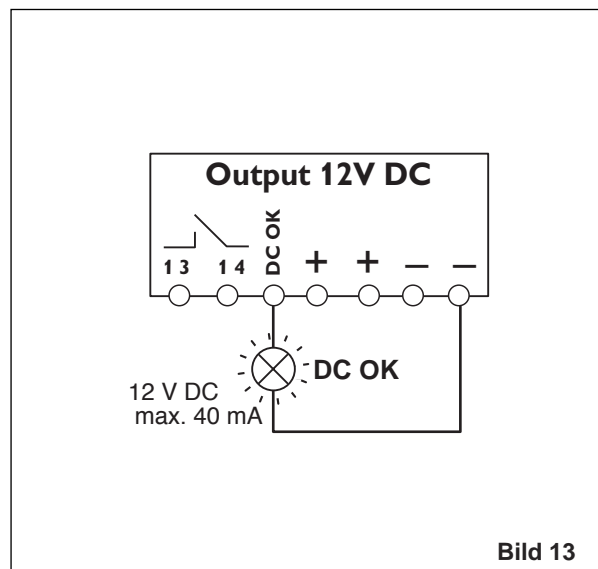 Output 12V DC
13 14 DC OK + + – –
DC OK
12 V DC
max. 40 mA
Bild 13